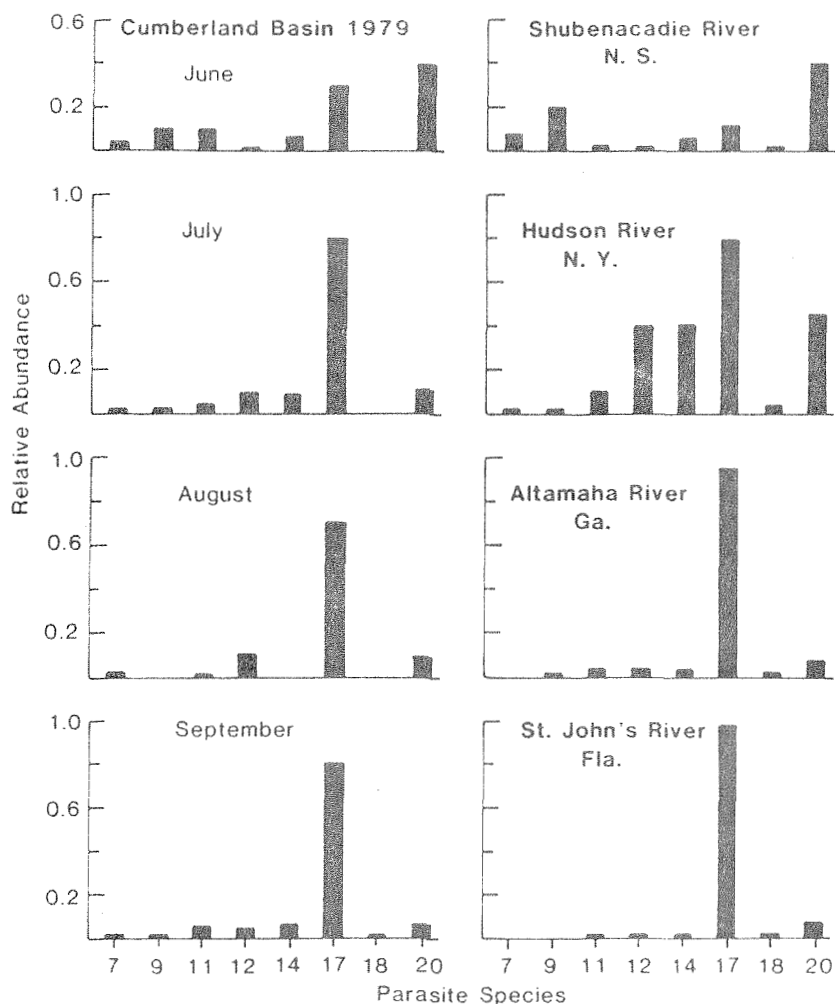 Cumberland Basin 1979
June
0.6
0.2
Shubenacadie River
N. S.
July
1.0
0.6
0.2
Hudson River
N. Y.
Relative Abundance
August
1.0
0.6
0.2
Altamaha River
Ga.
September
1.0
0.6
0.2
St. John's River
Fla.
7 9 11 12 14 17 18 20
7 9 11 12 14 17 18 20
Parasite Species